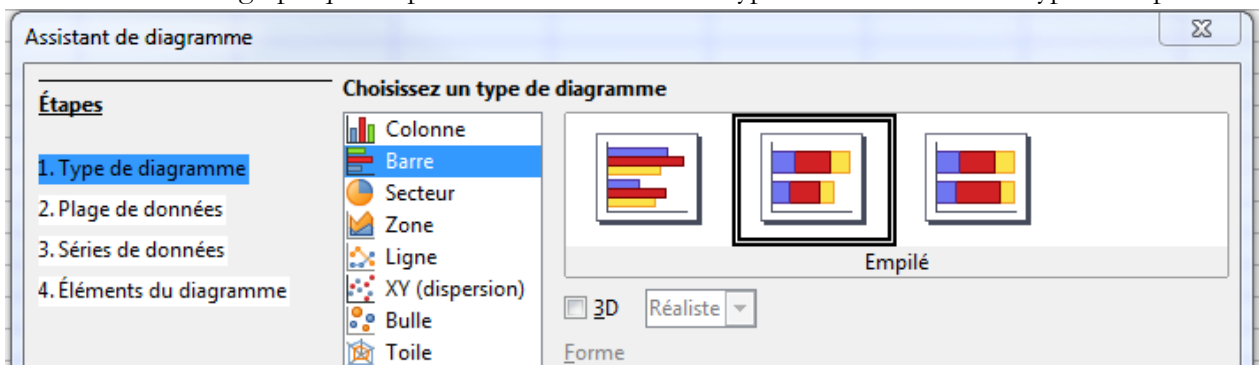 Assistant de diagramme
Étapes
1. Type de diagramme
2. Plage de données
3. Séries de données
4. Éléments du diagramme
Choisissez un type de diagramme
Colonne
Barre
Secteur
Zone
Ligne
XY (dispersion)
Bulle
Toile
Empilé
3D
Réaliste
Forme